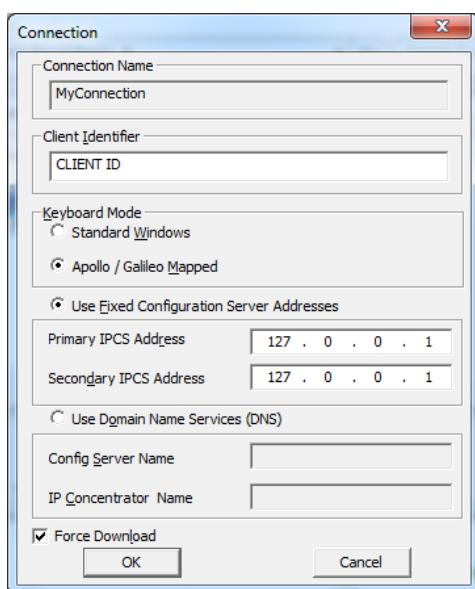 Connection
Connection Name
MyConnection
Client Identifier
CLIENT ID
Keyboard Mode
Standard Windows
Apollo / Galileo Mapped
Use Fixed Configuration Server Addresses
Primary IPCS Address 127 . 0 . 0 . 1
Secondary IPCS Address 127 . 0 . 0 . 1
Use Domain Name Services (DNS)
Config Server Name
IP Concentrator Name
Force Download
OK Cancel